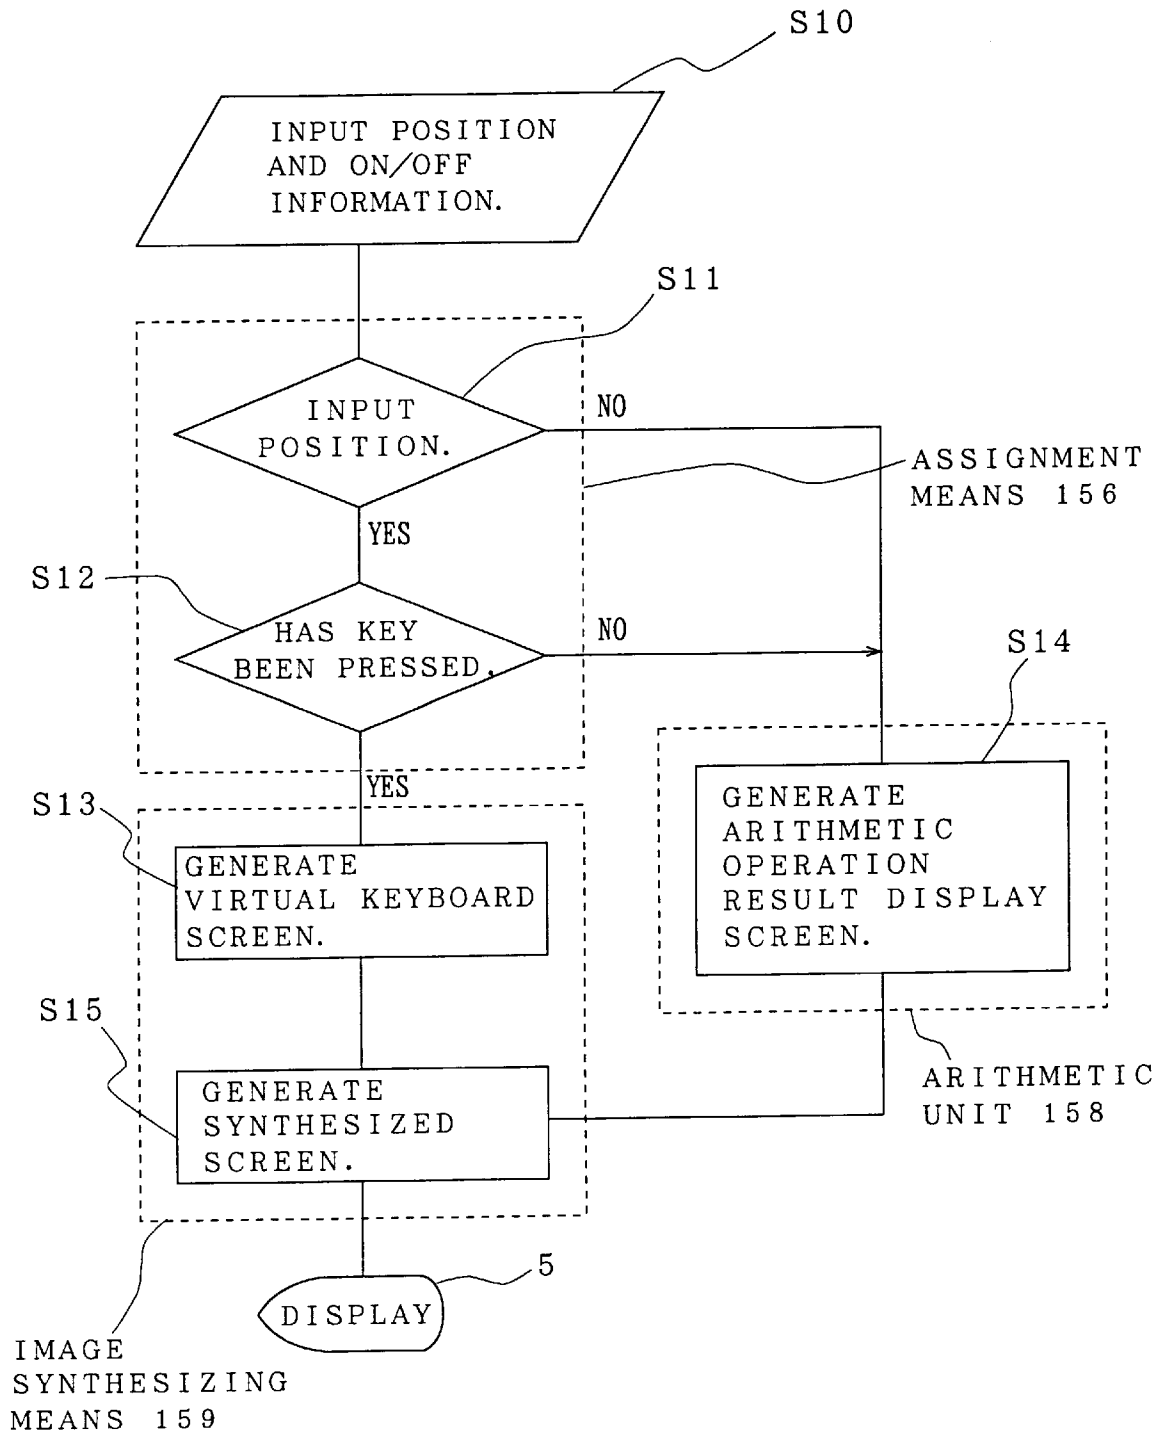 S10
INPUT POSITION
AND ON/OFF
INFORMATION.
S11
INPUT
POSITION.
NO
ASSIGNMENT
MEANS 156
YES
S12
HAS KEY
BEEN PRESSED.
NO
S14
YES
S13
GENERATE
VIRTUAL KEYBOARD
SCREEN.
GENERATE
ARITHMETIC
OPERATION
RESULT DISPLAY
SCREEN.
S15
GENERATE
SYNTHESIZED
SCREEN.
ARITHMETIC
UNIT 158
5
DISPLAY
IMAGE
SYNTHESIZING
MEANS 159